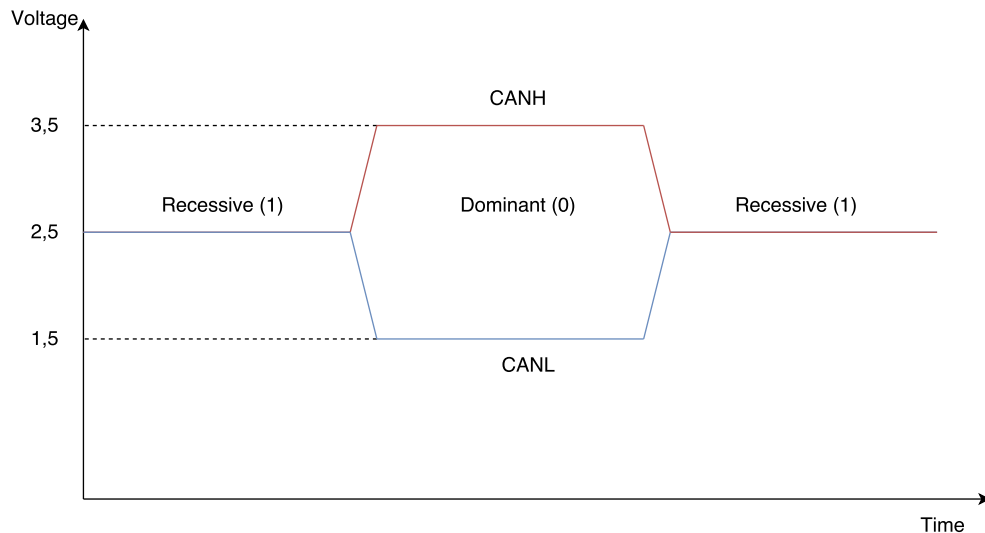 Voltage
CANH
3,5
Recessive (1)
Dominant (0)
Recessive (1)
2,5
1,5
CANL
Time